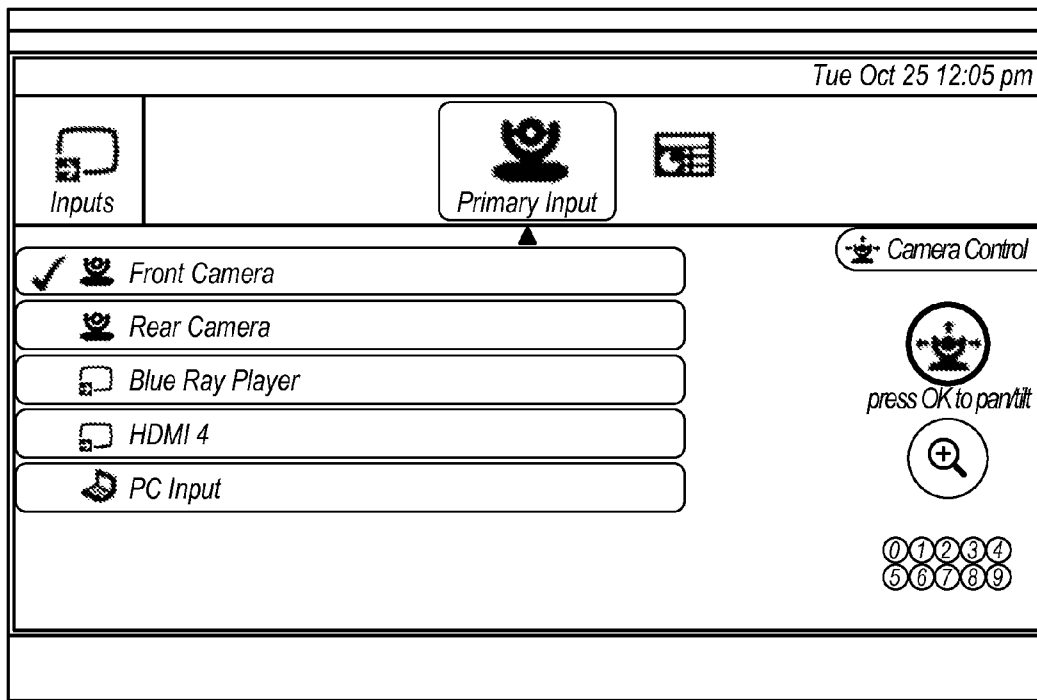 Tue Oct 25 12:05 pm
Inputs
Primary Input
Camera Control
Front Camera
Rear Camera
Blue Ray Player
HDMI 4
PC Input
press OK to pan/tilt
0 1 2 3 4
5 6 7 8 9